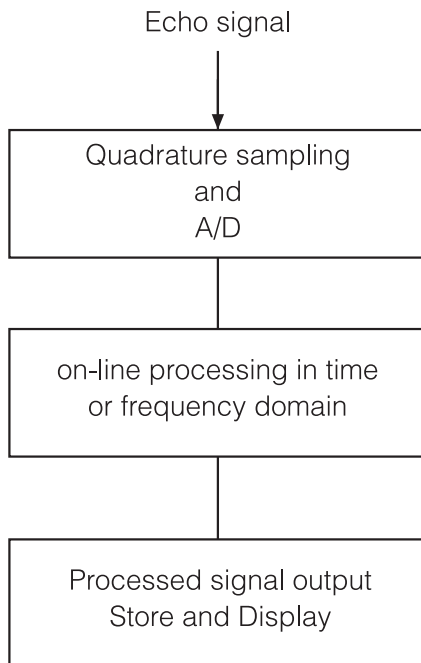 Echo signal
Quadrature sampling
and
A/D
on-line processing in time
or frequency domain
Processed signal output
Store and Display